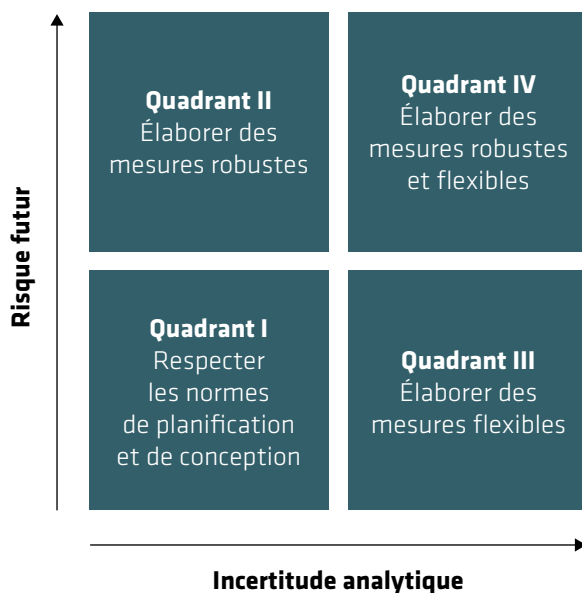 Quadrant II
Élaborer des
mesures robustes
Quadrant IV
Élaborer des
mesures robustes
et flexibles
Quadrant I
Respecter
les normes
de planification
et de conception
Quadrant III
Élaborer des
mesures flexibles
Risque futur
Incertitude analytique